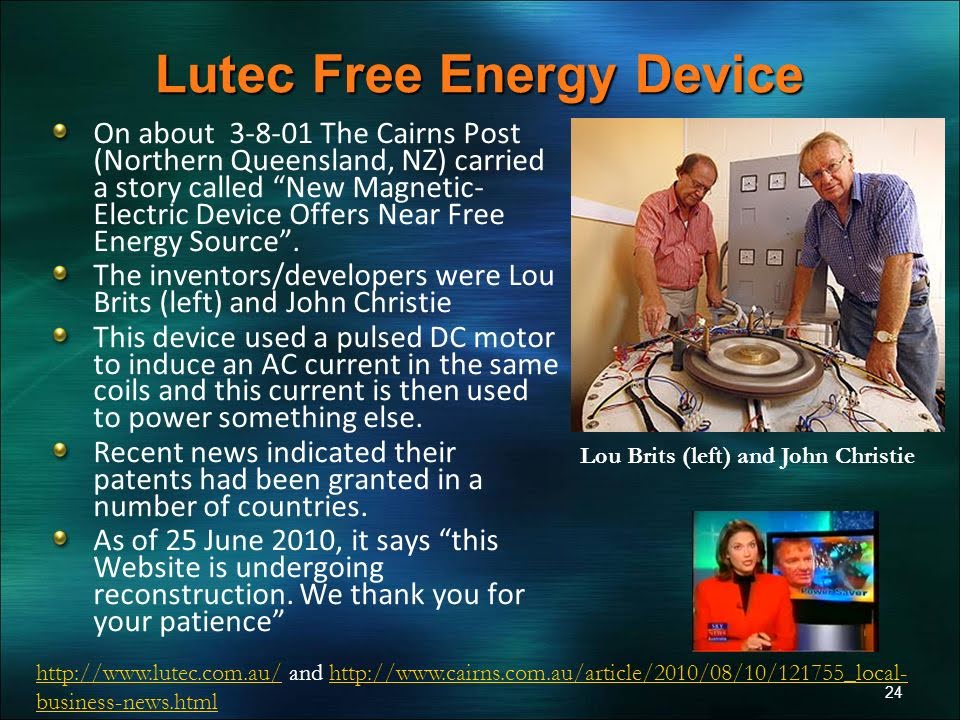 Lutec Free Energy Device
On about 3-8-01 The Cairns Post
(Northern Queensland, NZ) carried
a story called “New Magnetic-
Electric Device Offers Near Free
Energy Source”.
The inventors/developers were Lou
Brits (left) and John Christie
This device used a pulsed DC motor
to induce an AC current in the same
coils and this current is then used
to power something else.
Recent news indicated their
patents had been granted in a
number of countries.
As of 25 June 2010, it says “this
Website is undergoing
reconstruction. We thank you for
your patience”
Lou Brits (left) and John Christie
Power Saver
SKY
NEWS
Australia
http://www.lutec.com.au/ and http://www.cairns.com.au/article/2010/08/10/121755_local-
business-news.html
24